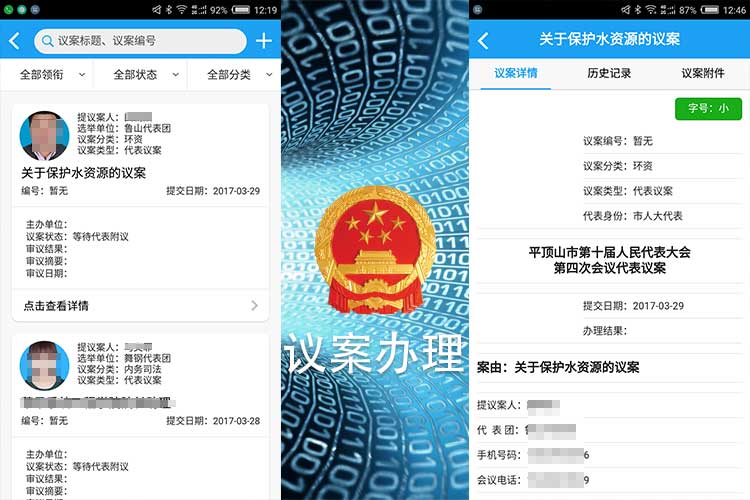 92% 12:19
议案标题、议案编号
全部领衔 全部状态 全部分类
提议案人：
选举单位：鲁山代表团
议案分类：环资
议案类型：代表议案
关于保护水资源的议案
编号：暂无 提交日期：2017-03-29
主办单位：
议案状态：等待代表附议
审议结果：
审议摘要：
审议日期：
点击查看详情
提议案人：
选举单位：舞钢代表团
议案分类：内务司法
议案类型：代表议案
编号：暂无 提交日期：2017-03-28
主办单位：
议案状态：等待代表附议
审议结果：
审议摘要：
议案办理
87% 12:46
关于保护水资源的议案
议案详情 历史记录 议案附件
字号：小
议案编号：暂无
议案分类：环资
议案类型：代表议案
代表身份：市人大代表
平顶山市第十届人民代表大会
第四次会议代表议案
提交日期：2017-03-29
办理结果：
案由：关于保护水资源的议案
提议案人：
代 表 团：
手机号码： 6
会议电话： 9